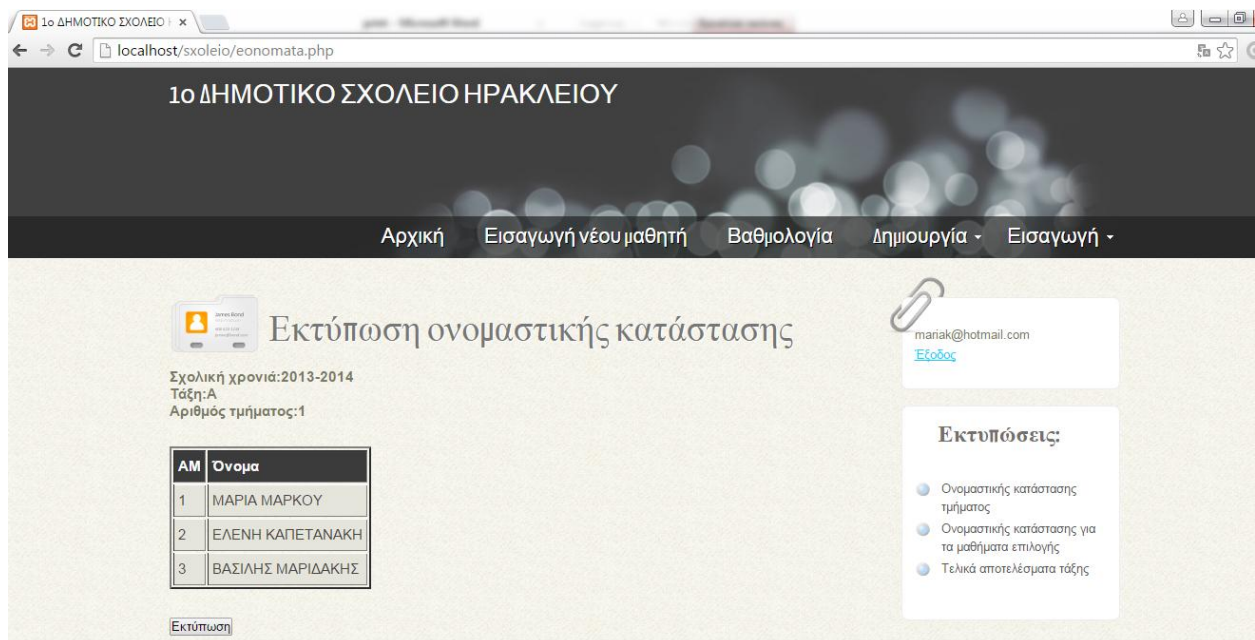 1ο ΔΗΜΟΤΙΚΟ ΣΧΟΛΕΙΟ
localhost/sxoleio/eonomata.php
1ο ΔΗΜΟΤΙΚΟ ΣΧΟΛΕΙΟ ΗΡΑΚΛΕΙΟΥ
Αρχική Εισαγωγή νέου μαθητή Βαθμολογία Δημιουργία Εισαγωγή
Εκτύπωση ονομαστικής κατάστασης
Σχολική χρονιά:2013-2014
Τάξη:Α
Αριθμός τμήματος:1
ΑΜ Όνομα
1 ΜΑΡΙΑ ΜΑΡΚΟΥ
2 ΕΛΕΝΗ ΚΑΠΕΤΑΝΑΚΗ
3 ΒΑΣΙΛΗΣ ΜΑΡΙΔΑΚΗΣ
Εκτύπωση
mariak@hotmail.com
Έξοδος
Εκτυπώσεις:
Ονομαστικής κατάστασης
τμήματος
Ονομαστικής κατάστασης για
τα μαθήματα επιλογής
Τελικά αποτελέσματα τάξης